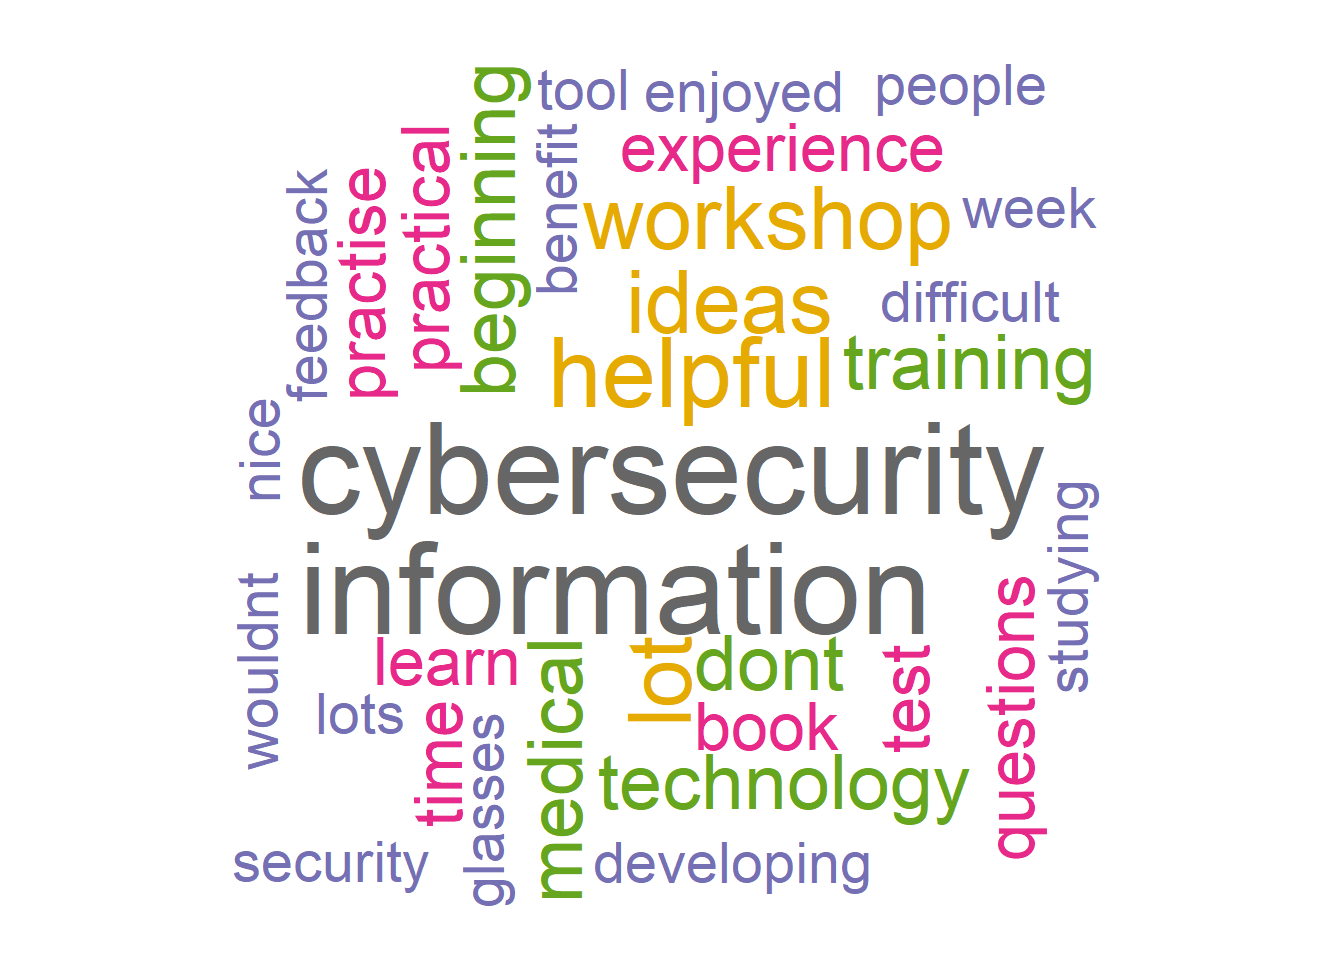 tool
enjoyed
people
experience
beginning
practical
benefit
practise
feedback
workshop
week
ideas
difficult
helpful
training
nice
cybersecurity
studying
information
wouldnt
learn
lot
dont
test
questions
lots
time
glasses
medical
book
technology
security
developing